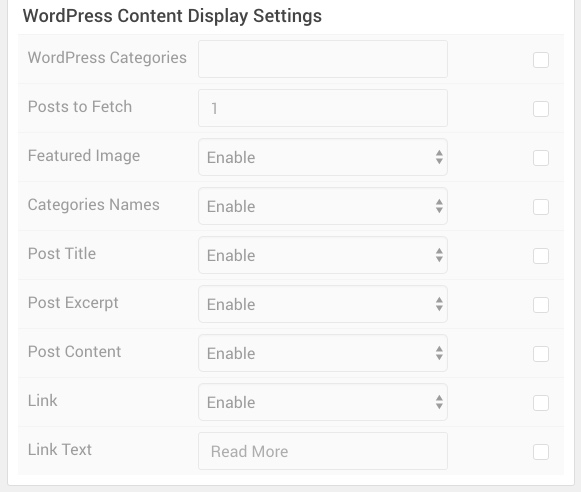 WordPress Content Display Settings
WordPress Categories
Posts to Fetch 1
Featured Image Enable
Categories Names Enable
Post Title Enable
Post Excerpt Enable
Post Content Enable
Link Enable
Link Text Read More